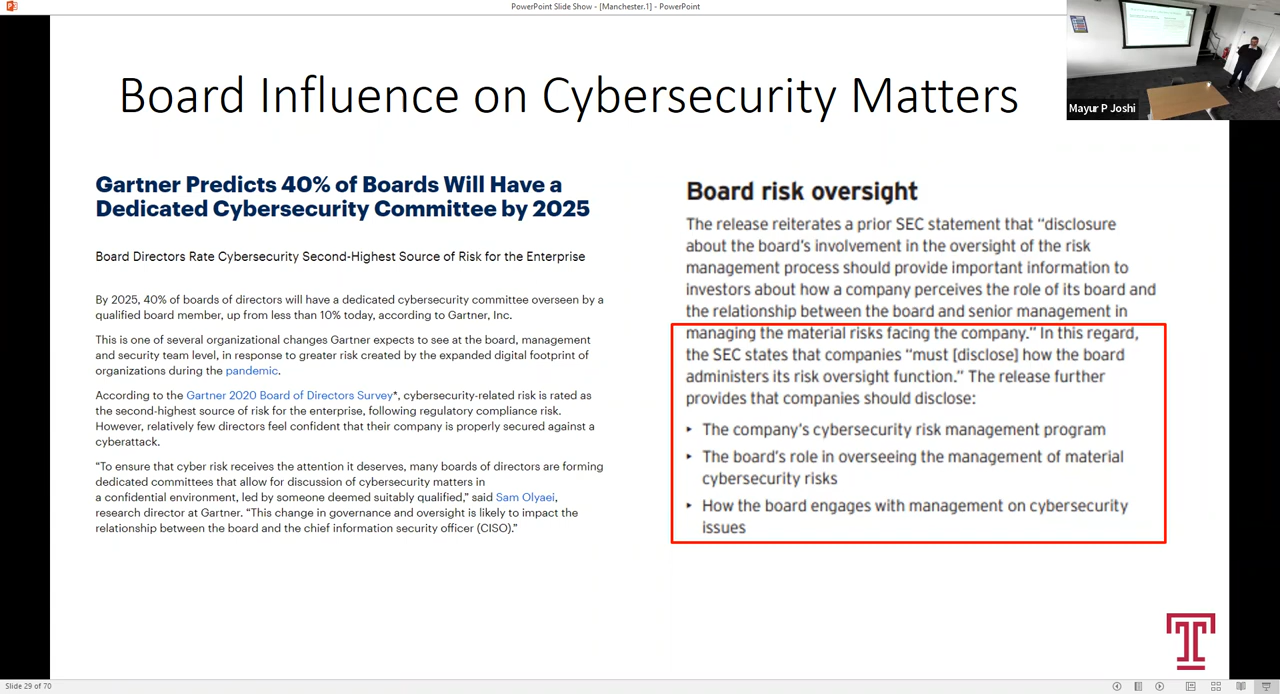 PowerPoint Slide Show - [Manchester.1] - PowerPoint
Mayur P Joshi
Board Influence on Cybersecurity Matters
Gartner Predicts 40% of Boards Will Have a
Dedicated Cybersecurity Committee by 2025
Board Directors Rate Cybersecurity Second-Highest Source of Risk for the Enterprise
By 2025, 40% of boards of directors will have a dedicated cybersecurity committee overseen by a
qualified board member, up from less than 10% today, according to Gartner, Inc.
This is one of several organizational changes Gartner expects to see at the board, management
and security team level, in response to greater risk created by the expanded digital footprint of
organizations during the pandemic.
According to the Gartner 2020 Board of Directors Survey*, cybersecurity-related risk is rated as
the second-highest source of risk for the enterprise, following regulatory compliance risk.
However, relatively few directors feel confident that their company is properly secured against a
cyberattack.
“To ensure that cyber risk receives the attention it deserves, many boards of directors are forming
dedicated committees that allow for discussion of cybersecurity matters in
a confidential environment, led by someone deemed suitably qualified,” said Sam Olyaei,
research director at Gartner. “This change in governance and oversight is likely to impact the
relationship between the board and the chief information security officer (CISO).”
Board risk oversight
The release reiterates a prior SEC statement that “disclosure
about the board’s involvement in the oversight of the risk
management process should provide important information to
investors about how a company perceives the role of its board and
the relationship between the board and senior management in
managing the material risks facing the company.” In this regard,
the SEC states that companies “must [disclose] how the board
administers its risk oversight function.” The release further
provides that companies should disclose:
‣ The company’s cybersecurity risk management program
‣ The board’s role in overseeing the management of material
cybersecurity risks
‣ How the board engages with management on cybersecurity
issues
T
Slide 29 of 70